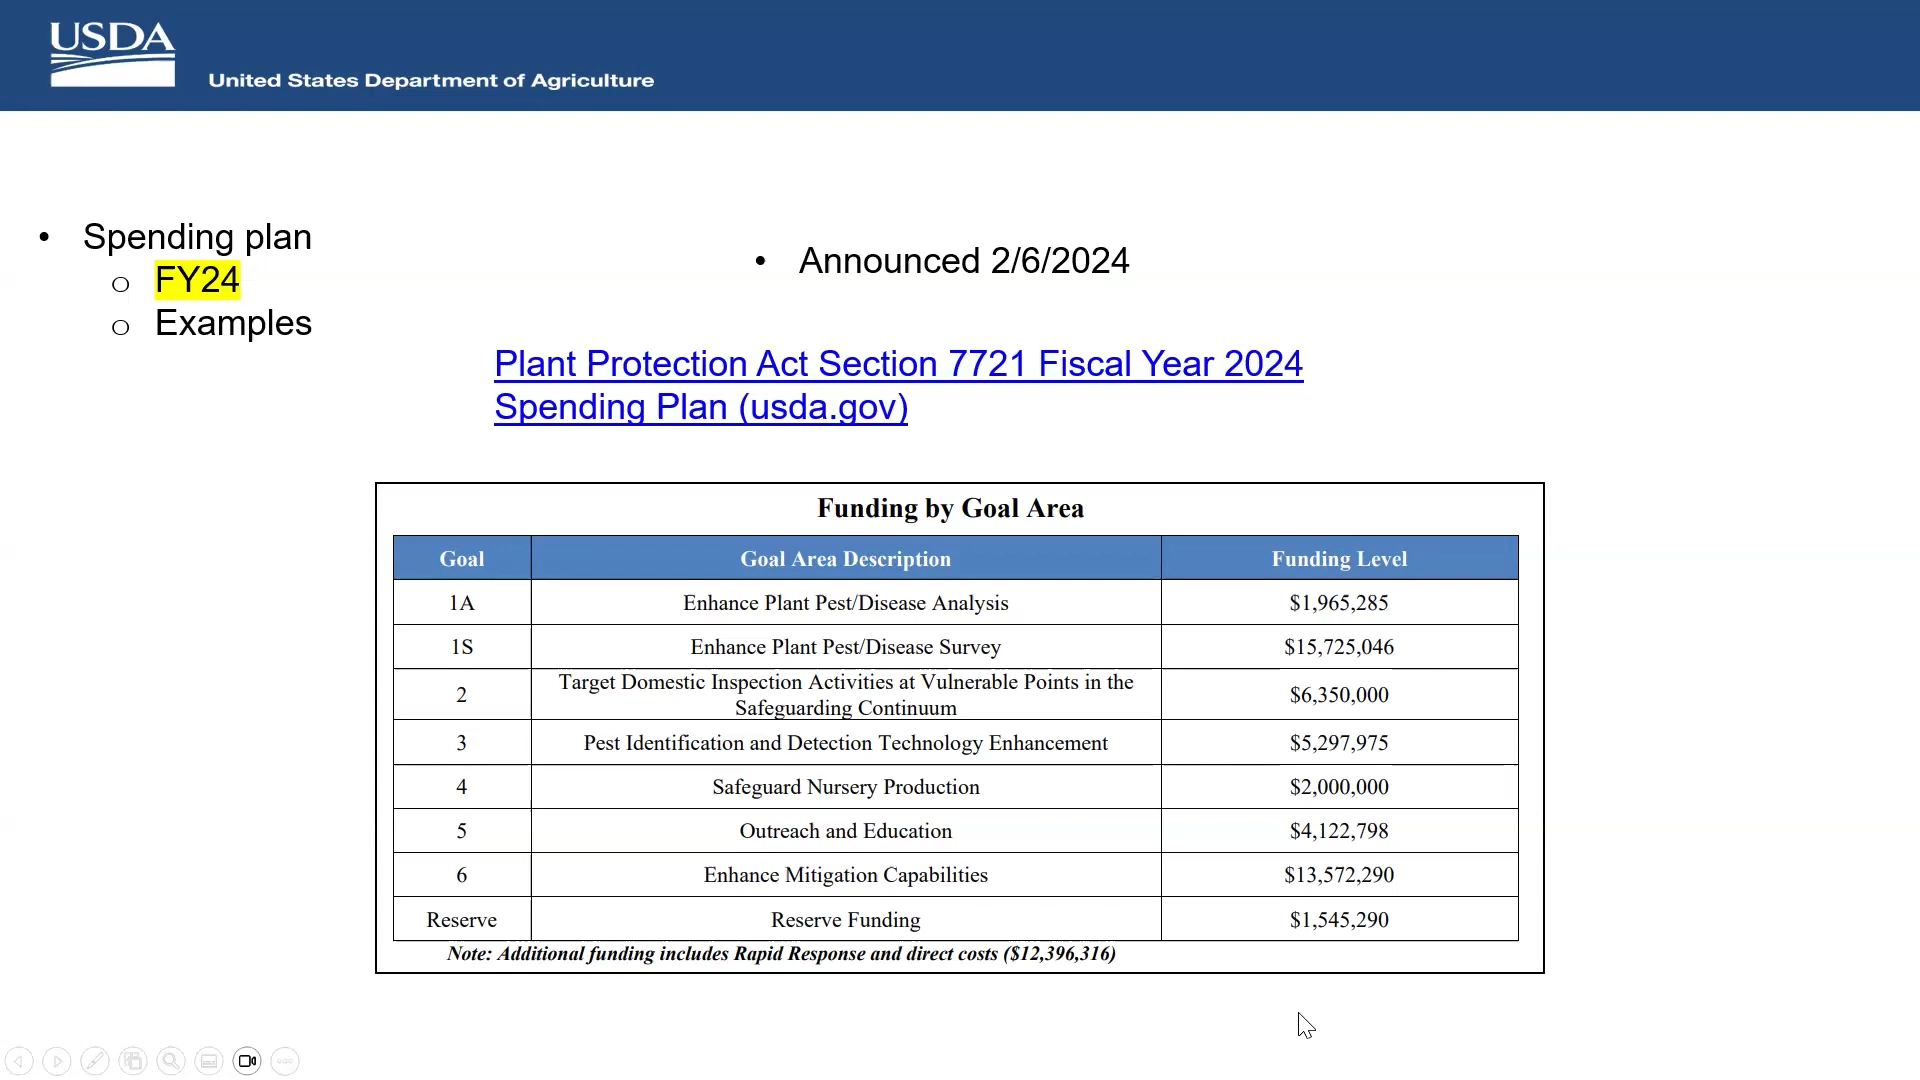 USDA
United States Department of Agriculture
• Spending plan
o FY24
o Examples
• Announced 2/6/2024
Plant Protection Act Section 7721 Fiscal Year 2024
Spending Plan (usda.gov)
Funding by Goal Area
Goal Goal Area Description Funding Level
1A Enhance Plant Pest/Disease Analysis $1,965,285
1S Enhance Plant Pest/Disease Survey $15,725,046
2 Target Domestic Inspection Activities at Vulnerable Points in the
Safeguarding Continuum $6,350,000
3 Pest Identification and Detection Technology Enhancement $5,297,975
4 Safeguard Nursery Production $2,000,000
5 Outreach and Education $4,122,798
6 Enhance Mitigation Capabilities $13,572,290
Reserve Reserve Funding $1,545,290
Note: Additional funding includes Rapid Response and direct costs ($12,396,316)